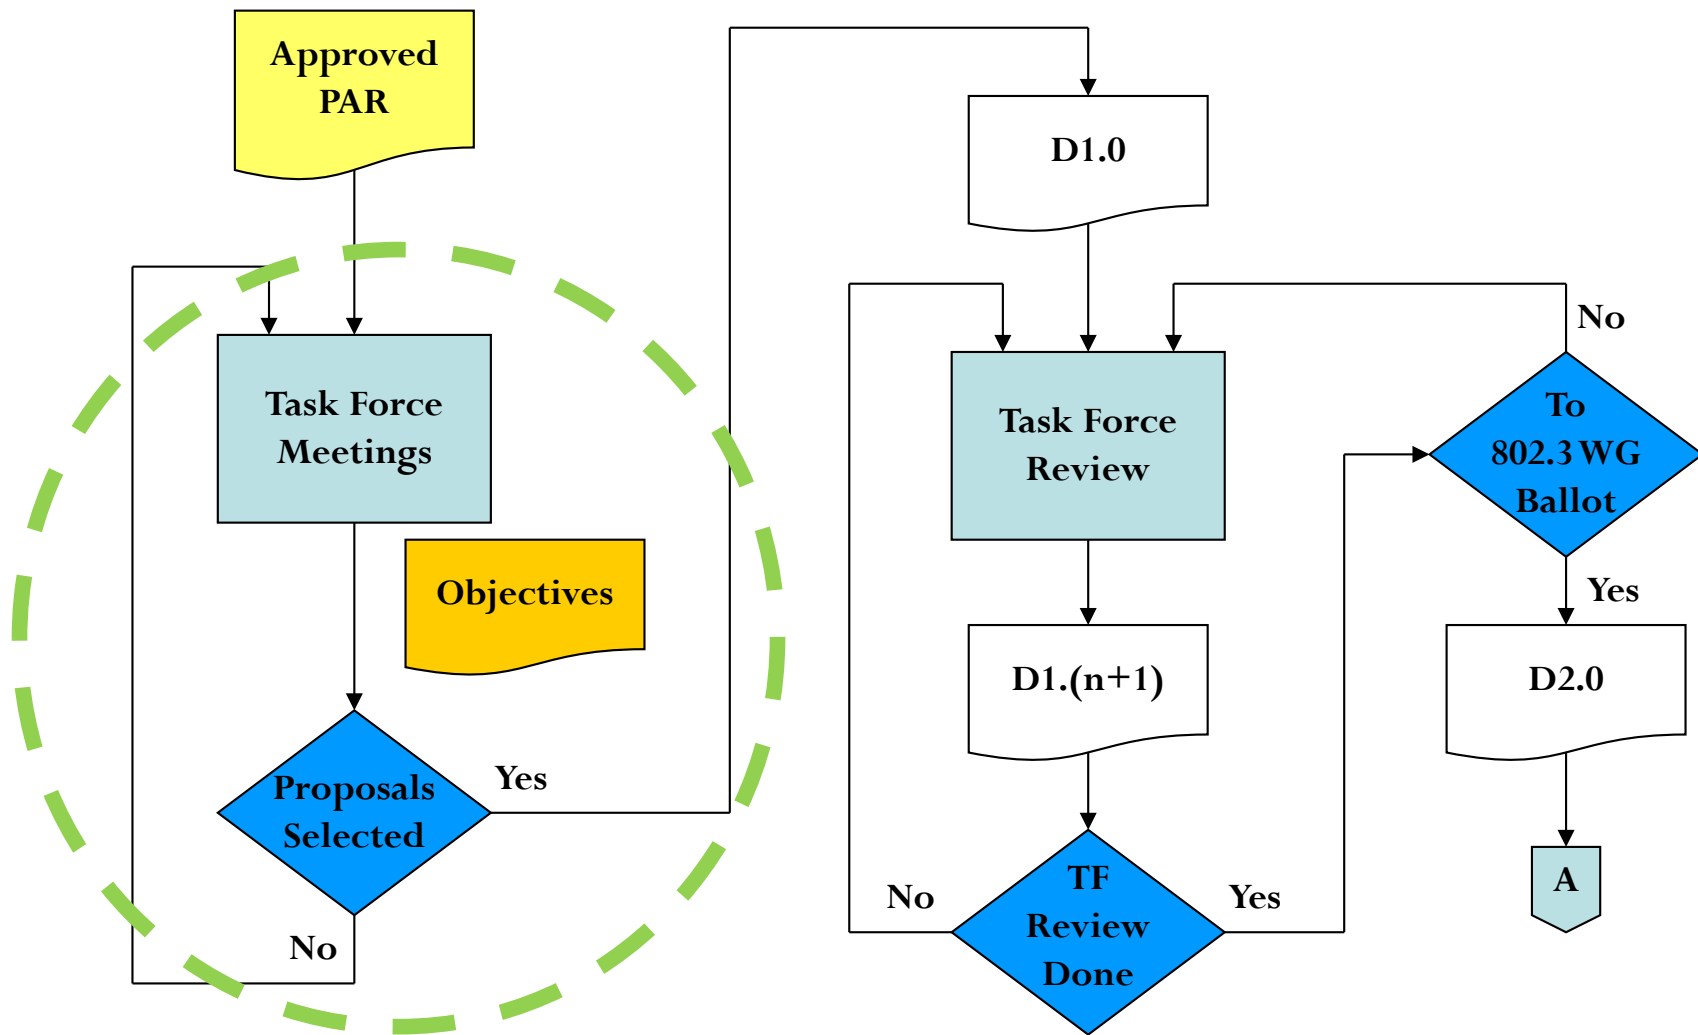 Approved
PAR
Task Force
Meetings
Objectives
Proposals
Selected
Yes
No
D1.0
Task Force
Review
D1.(n+1)
TF
Review
Done
No
Yes
To
802.3 WG
Ballot
No
Yes
D2.0
A